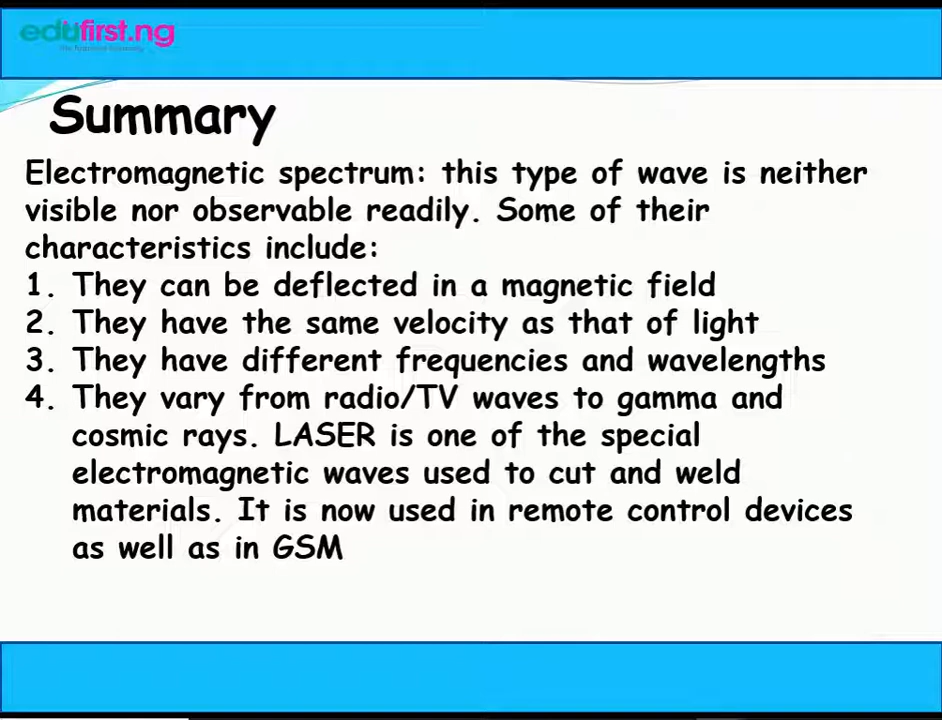 edufirst.ng
Summary
Electromagnetic spectrum: this type of wave is neither
visible nor observable readily. Some of their
characteristics include:
1. They can be deflected in a magnetic field
2. They have the same velocity as that of light
3. They have different frequencies and wavelengths
4. They vary from radio/TV waves to gamma and
cosmic rays. LASER is one of the special
electromagnetic waves used to cut and weld
materials. It is now used in remote control devices
as well as in GSM